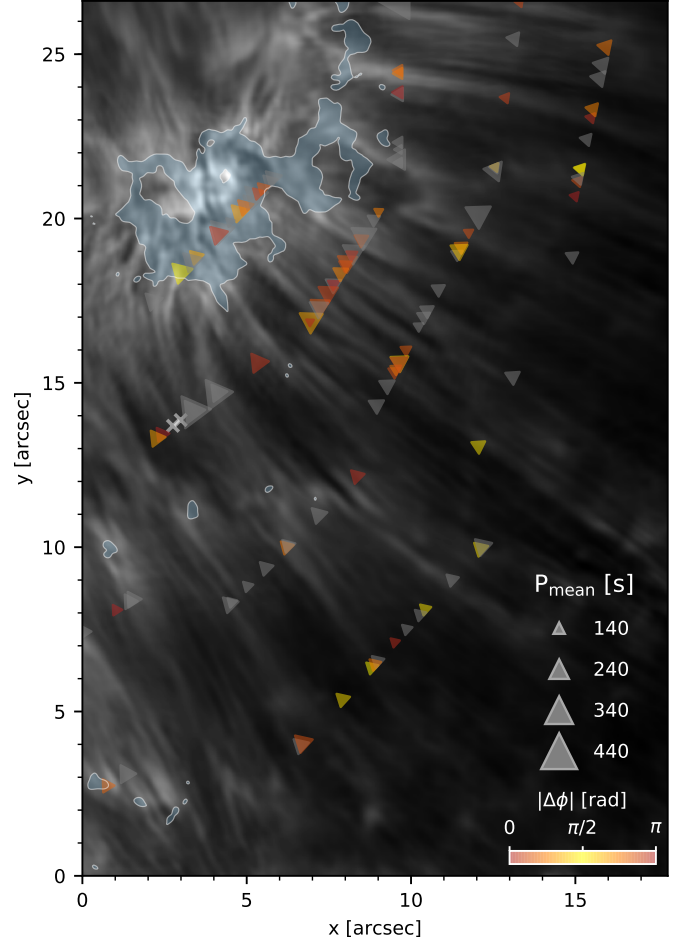 25
20
15
10
5
0
y [arcsec]
0 5 10 15
x [arcsec]
P_mean [s]
140
240
340
440
|Δϕ| [rad]
0 π/2 π